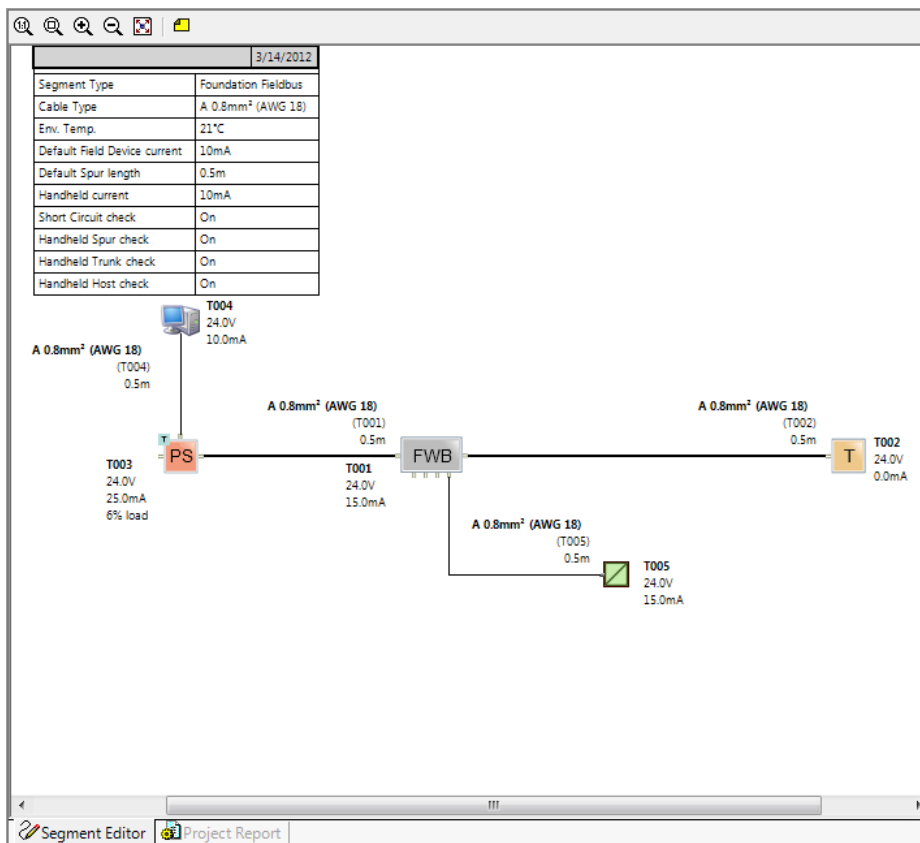 1:1
3/14/2012
Segment Type Foundation Fieldbus
Cable Type A 0.8mm² (AWG 18)
Env. Temp. 21°C
Default Field Device current 10mA
Default Spur length 0.5m
Handheld current 10mA
Short Circuit check On
Handheld Spur check On
Handheld Trunk check On
Handheld Host check On
T004
24.0V
10.0mA
A 0.8mm² (AWG 18)
(T004)
0.5m
A 0.8mm² (AWG 18)
(T001)
0.5m
A 0.8mm² (AWG 18)
(T002)
0.5m
T
PS
FWB
T
T003
24.0V
25.0mA
6% load
T001
24.0V
15.0mA
T002
24.0V
0.0mA
A 0.8mm² (AWG 18)
(T005)
0.5m
T005
24.0V
15.0mA
Segment Editor
Project Report